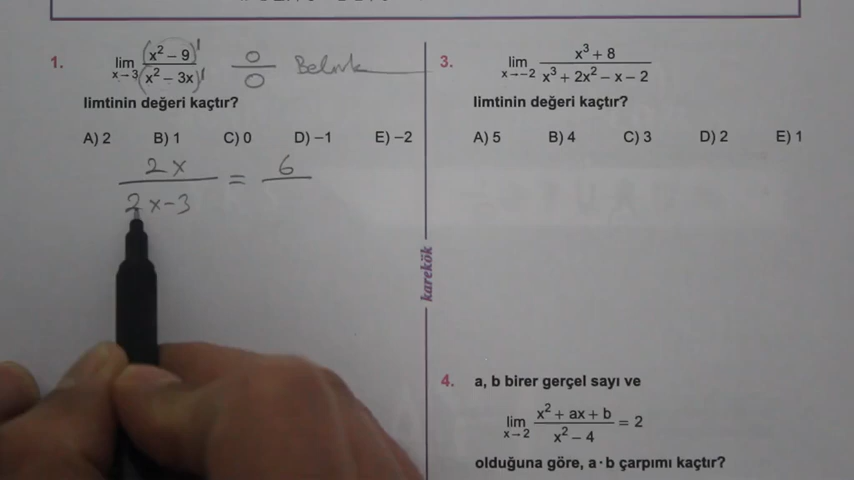 1. lim x→3 (x² – 9)' / (x² – 3x)' 0/0
limtinin değeri kaçtır?
A) 2 B) 1 C) 0 D) –1 E) –2
2x / 2x-3 = 6
karekök
3. lim x→–2 x³ + 8 / x³ + 2x² – x – 2
limtinin değeri kaçtır?
A) 5 B) 4 C) 3 D) 2 E) 1
4. a, b birer gerçel sayı ve
lim x→2 x² + ax + b / x² – 4 = 2
olduğuna göre, a·b çarpımı kaçtır?